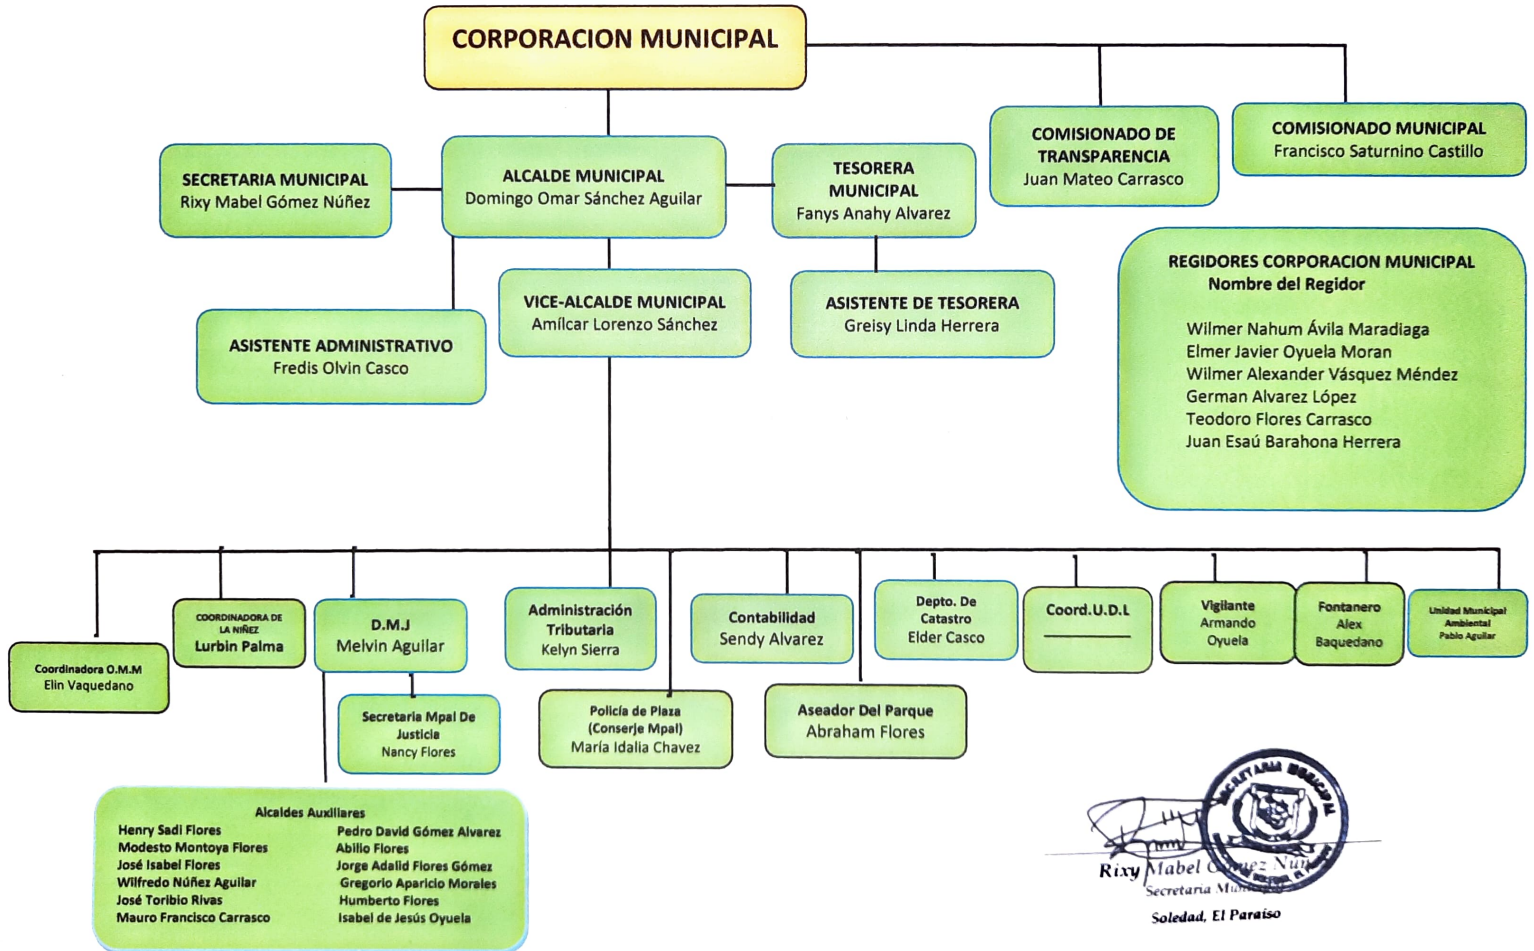 CORPORACION MUNICIPAL
COMISIONADO DE
TRANSPARENCIA
Juan Mateo Carrasco
COMISIONADO MUNICIPAL
Francisco Saturnino Castillo
SECRETARIA MUNICIPAL
Rixy Mabel Gómez Núñez
ALCALDE MUNICIPAL
Domingo Omar Sánchez Aguilar
TESORERA
MUNICIPAL
Fanys Anahy Alvarez
ASISTENTE ADMINISTRATIVO
Fredis Olvin Casco
VICE-ALCALDE MUNICIPAL
Amílcar Lorenzo Sánchez
ASISTENTE DE TESORERA
Greisy Linda Herrera
REGIDORES CORPORACION MUNICIPAL
Nombre del Regidor
Wilmer Nahum Ávila Maradiaga
Elmer Javier Oyuela Moran
Wilmer Alexander Vásquez Méndez
German Alvarez López
Teodoro Flores Carrasco
Juan Esaú Barahona Herrera
Coordinadora O.M.M
Elin Vaquedano
COORDINADORA DE
LA NIÑEZ
Lurbin Palma
D.M.J
Melvin Aguilar
Administración
Tributaria
Kelyn Sierra
Contabilidad
Sendy Alvarez
Depto. De
Catastro
Elder Casco
Coord.U.D.L
Vigilante
Armando
Oyuela
Fontanero
Alex
Baquedano
Unidad Municipal
Ambiental
Pablo Aguilar
Secretaria Mpal De
Justicia
Nancy Flores
Policía de Plaza
(Conserje Mpal)
María Idalia Chavez
Aseador Del Parque
Abraham Flores
Alcaldes Auxiliares
Henry Sadi Flores
Modesto Montoya Flores
José Isabel Flores
Wilfredo Núñez Aguilar
José Toribio Rivas
Mauro Francisco Carrasco
Pedro David Gómez Alvarez
Abilio Flores
Jorge Adalid Flores Gómez
Gregorio Aparicio Morales
Humberto Flores
Isabel de Jesús Oyuela
SECRETARIA MUNICIPAL
Rixy Mabel Gómez Núñez
Secretaria Municipal
Soledad, El Paraíso